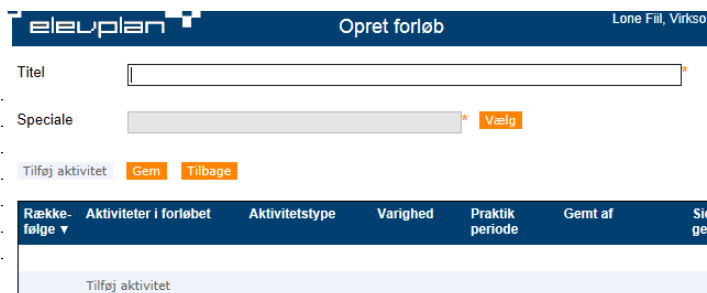 elevplan Opret forløb Lone Fiil, Virkso
Titel *
Speciale * Vælg
Tilføj aktivitet Gem Tilbage
Række- Aktiviteter i forløbet Aktivitetstype Varighed Praktik Gemt af
følge ▼ periode
Tilføj aktivitet